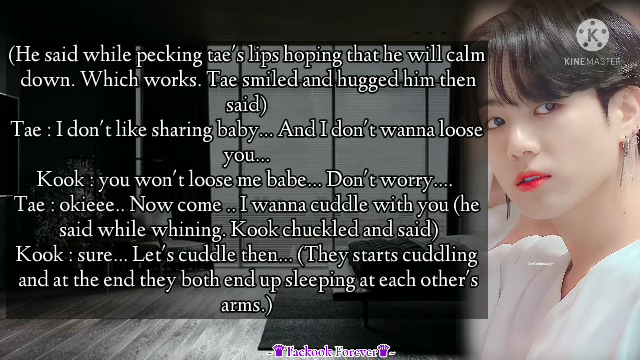 (He said while pecking tae's lips hoping that he will calm
down. Which works. Tae smiled and hugged him then
said)
Tae : I don't like sharing baby... And I don't wanna loose
you...
Kook : you won't loose me babe... Don't worry....
Tae : okieee.. Now come .. I wanna cuddle with you (he
said while whining. Kook chuckled and said)
Kook : sure... Let's cuddle then... (They starts cuddling
and at the end they both end up sleeping at each other's
arms.)
KINEMASTER
~♛Taekook Forever♛~